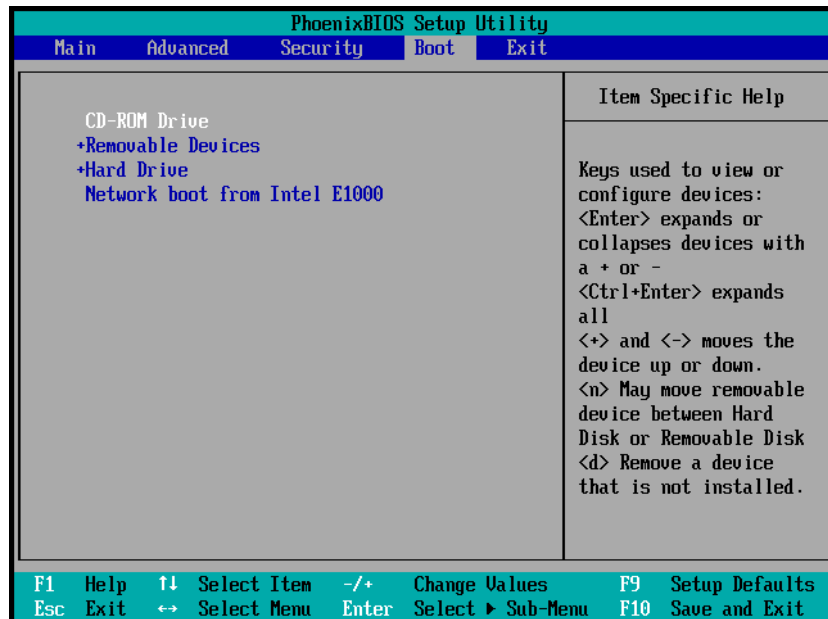 PhoenixBIOS Setup Utility
Main Advanced Security Boot Exit
CD-ROM Drive
+Removable Devices
+Hard Drive
Network boot from Intel E1000
Item Specific Help
Keys used to view or
configure devices:
<Enter> expands or
collapses devices with
a + or -
<Ctrl+Enter> expands
all
<+> and <-> moves the
device up or down.
<n> May move removable
device between Hard
Disk or Removable Disk
<d> Remove a device
that is not installed.
F1 Help ↑↓ Select Item -/+ Change Values F9 Setup Defaults
Esc Exit ↔ Select Menu Enter Select ▶ Sub-Menu F10 Save and Exit